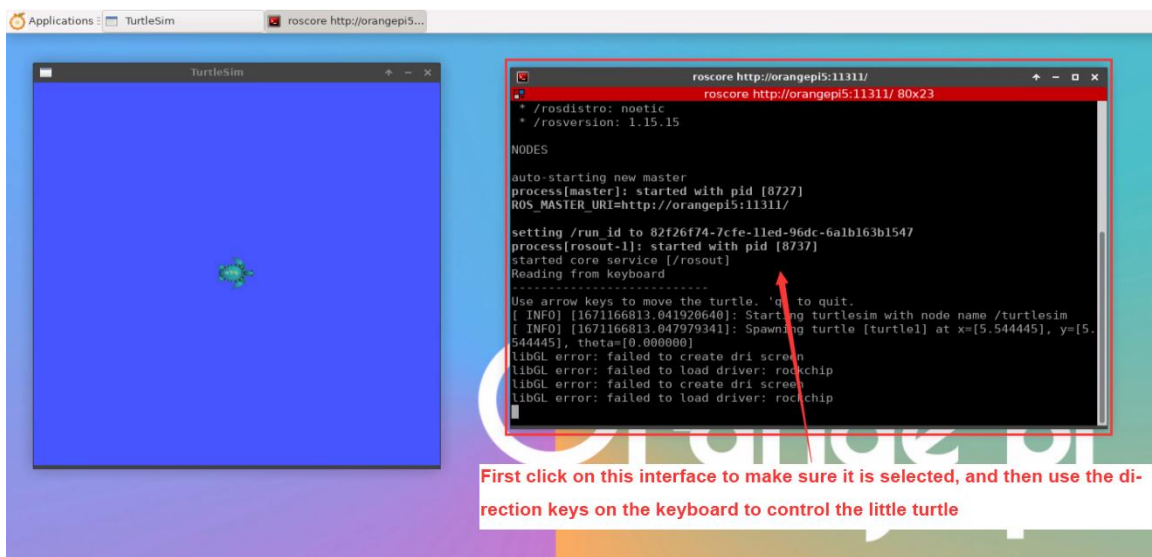 Applications
TurtleSim
roscore http://orangepi5...
TurtleSim
roscore http://orangepi5:11311/
roscore http://orangepi5:11311/ 80x23
* /rosdistro: noetic
* /rosversion: 1.15.15
NODES
auto-starting new master
process[master]: started with pid [8727]
ROS_MASTER_URI=http://orangepi5:11311/
setting /run_id to 82f26f74-7cfe-11ed-96dc-6a1b163b1547
process[rosout-1]: started with pid [8737]
started core service [/rosout]
Reading from keyboard
---------------------------
Use arrow keys to move the turtle. 'q' to quit.
[ INFO] [1671166813.041920640]: Starting turtlesim with node name /turtlesim
[ INFO] [1671166813.047979341]: Spawning turtle [turtle1] at x=[5.544445], y=[5.
544445], theta=[0.000000]
libGL error: failed to create dri screen
libGL error: failed to load driver: rockchip
libGL error: failed to create dri screen
libGL error: failed to load driver: rockchip
Orange pi
First click on this interface to make sure it is selected, and then use the di-
rection keys on the keyboard to control the little turtle